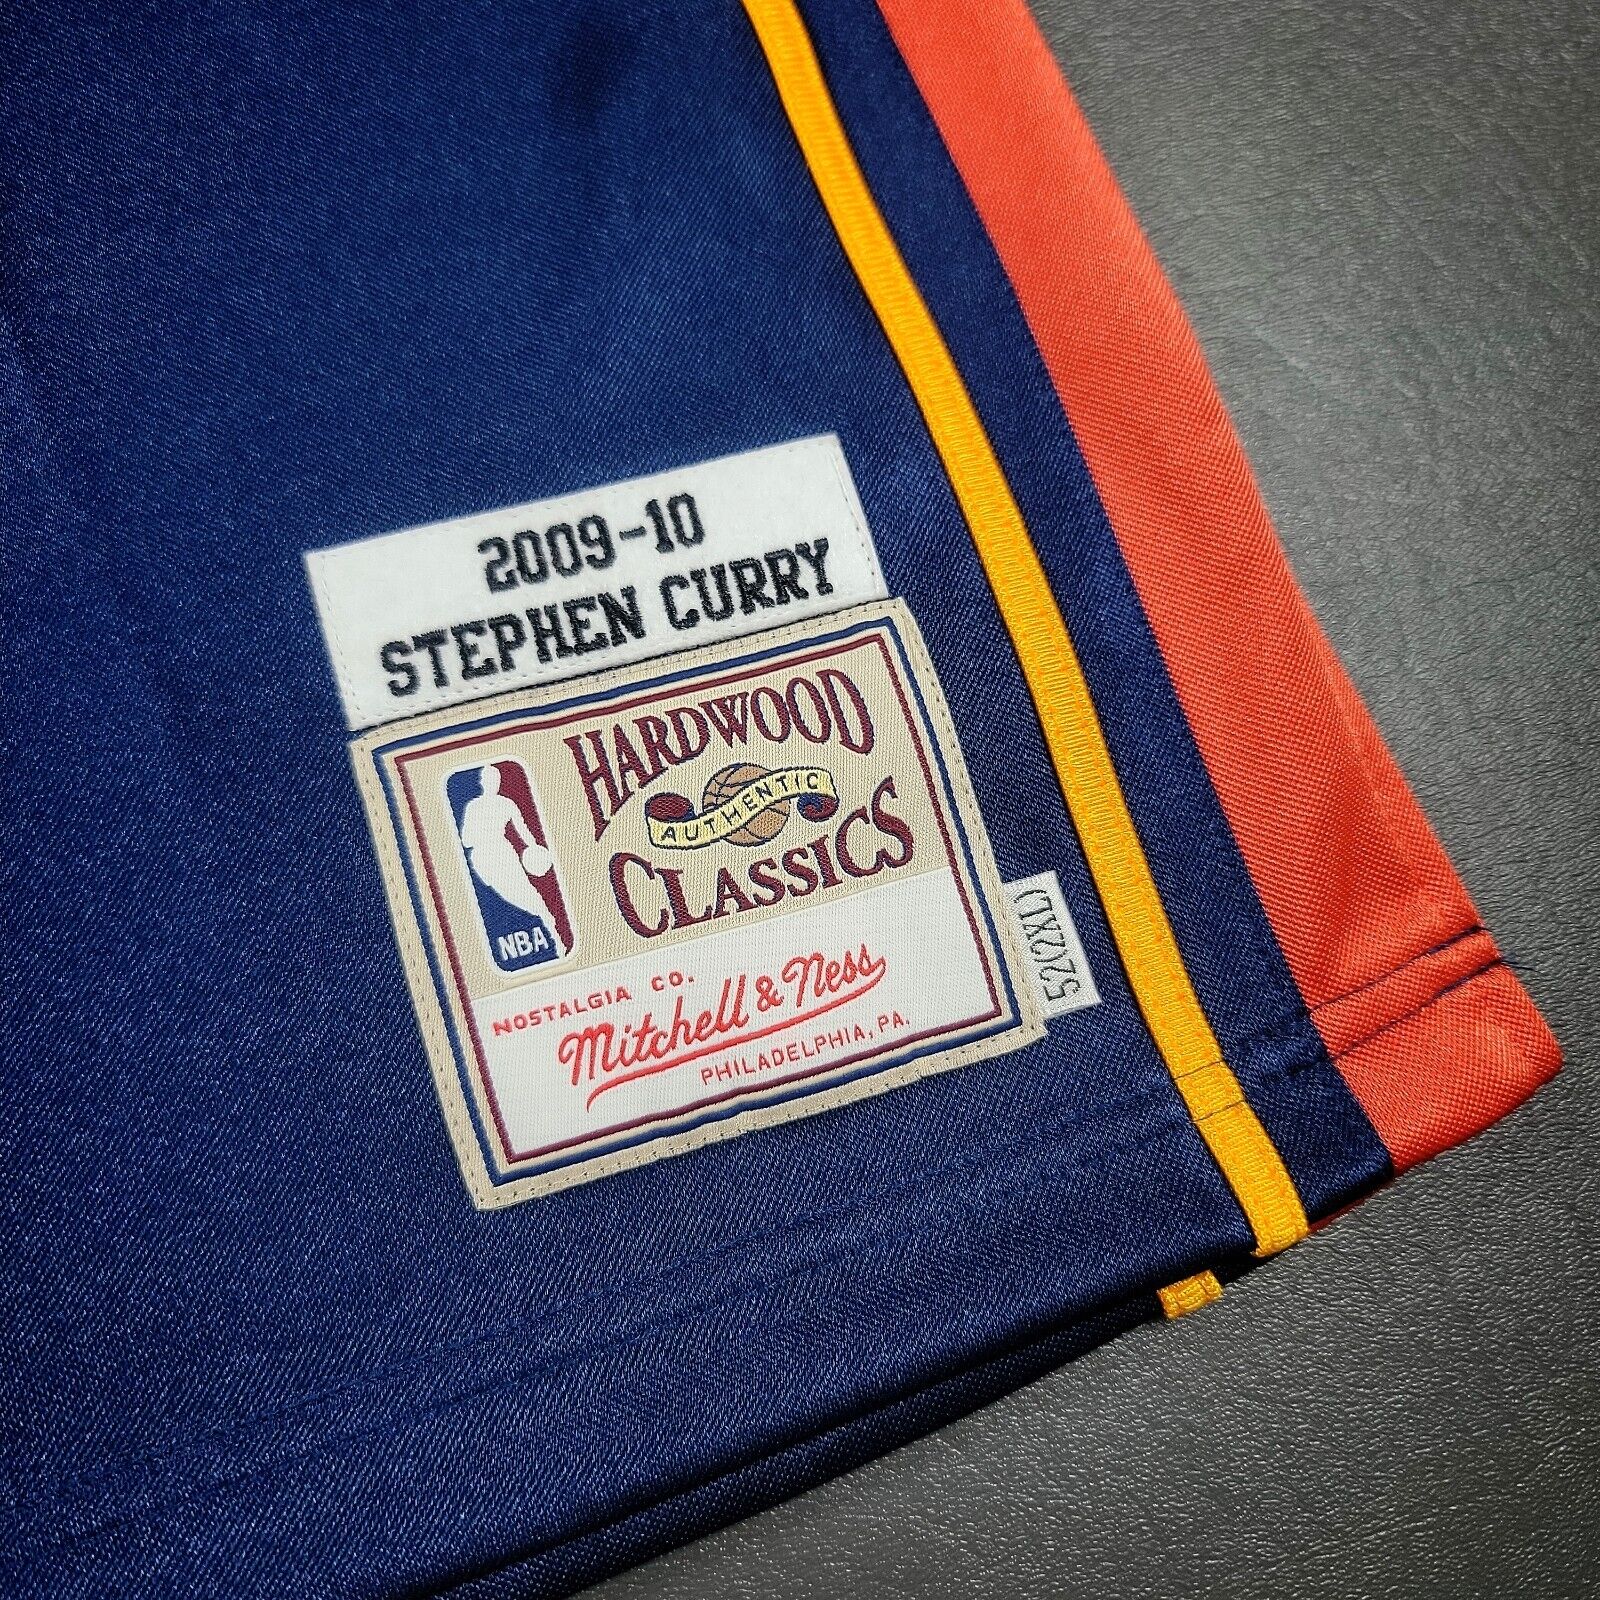 2009-10
STEPHEN CURRY
HARDWOOD
AUTHENTIC
CLASSICS
NBA
NOSTALGIA CO.
Mitchell & Ness
PHILADELPHIA, PA.
52(2XL)